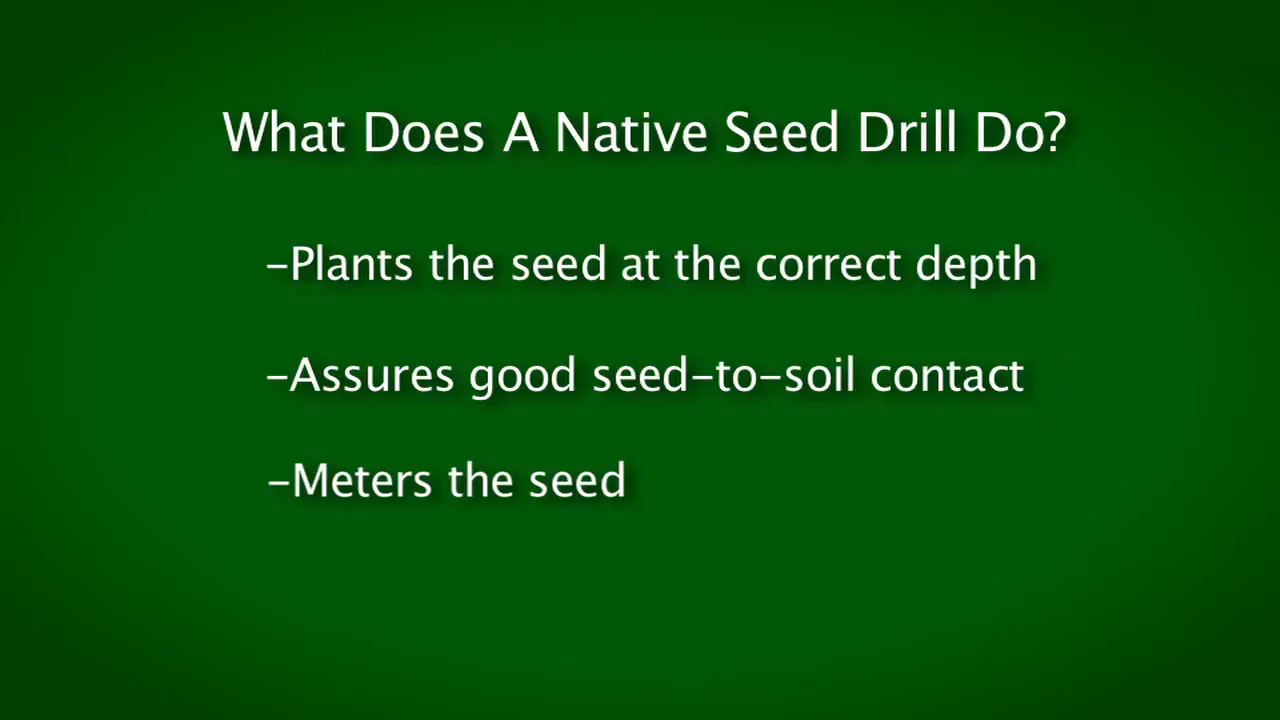 What Does A Native Seed Drill Do?
-Plants the seed at the correct depth
-Assures good seed-to-soil contact
-Meters the seed